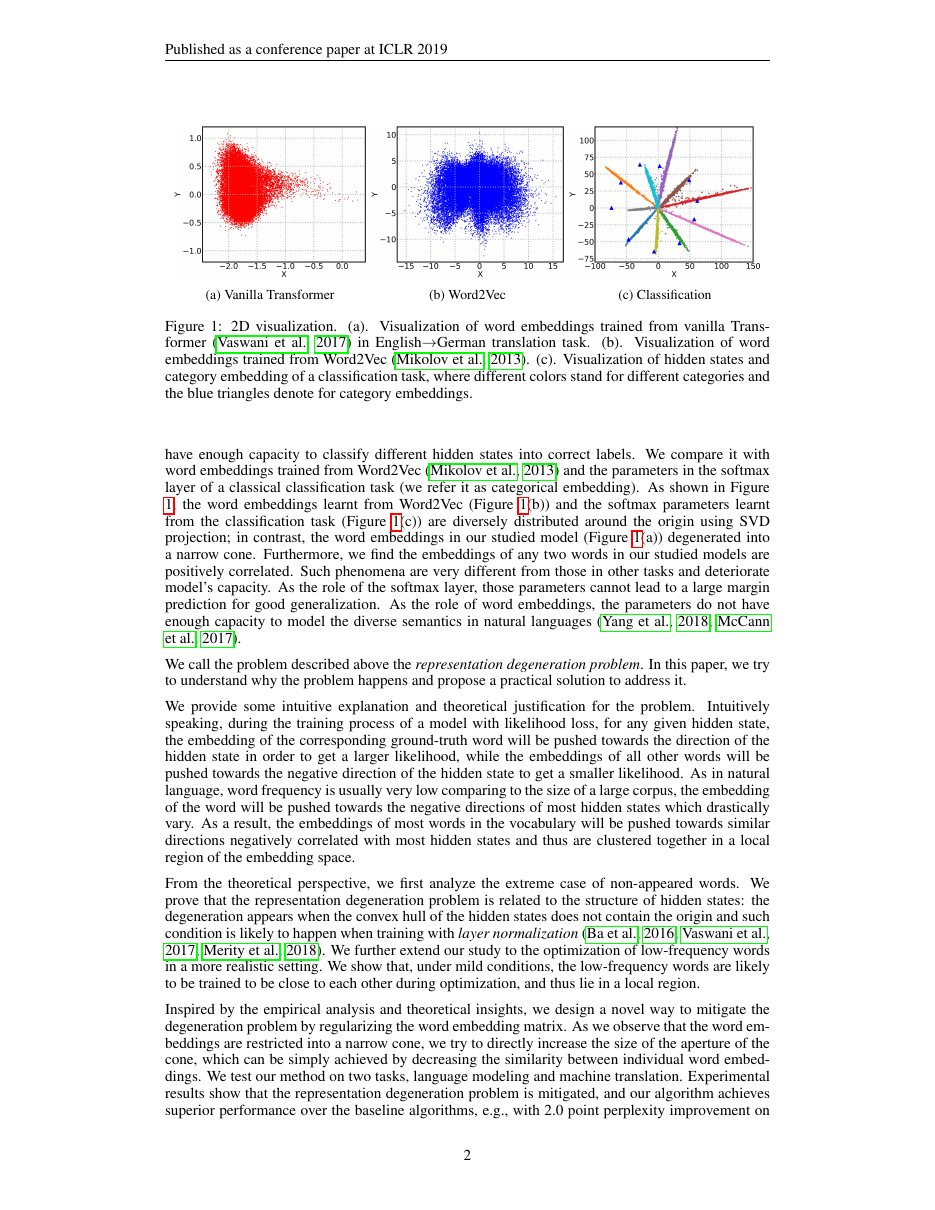 Published as a conference paper at ICLR 2019
1.0
0.5
0.0
−0.5
−1.0
Y
−2.0 −1.5 −1.0 −0.5 0.0
X
(a) Vanilla Transformer
10
5
0
−5
−10
Y
−15 −10 −5 0 5 10 15
X
(b) Word2Vec
100
75
50
25
0
−25
−50
−75
Y
−100 −50 0 50 100 150
X
(c) Classification
Figure 1: 2D visualization. (a). Visualization of word embeddings trained from vanilla Trans-
former (Vaswani et al., 2017) in English→German translation task. (b). Visualization of word
embeddings trained from Word2Vec (Mikolov et al., 2013). (c). Visualization of hidden states and
category embedding of a classification task, where different colors stand for different categories and
the blue triangles denote for category embeddings.
have enough capacity to classify different hidden states into correct labels. We compare it with
word embeddings trained from Word2Vec (Mikolov et al., 2013) and the parameters in the softmax
layer of a classical classification task (we refer it as categorical embedding). As shown in Figure
1, the word embeddings learnt from Word2Vec (Figure 1(b)) and the softmax parameters learnt
from the classification task (Figure 1(c)) are diversely distributed around the origin using SVD
projection; in contrast, the word embeddings in our studied model (Figure 1(a)) degenerated into
a narrow cone. Furthermore, we find the embeddings of any two words in our studied models are
positively correlated. Such phenomena are very different from those in other tasks and deteriorate
model's capacity. As the role of the softmax layer, those parameters cannot lead to a large margin
prediction for good generalization. As the role of word embeddings, the parameters do not have
enough capacity to model the diverse semantics in natural languages (Yang et al., 2018; McCann
et al., 2017).
We call the problem described above the representation degeneration problem. In this paper, we try
to understand why the problem happens and propose a practical solution to address it.
We provide some intuitive explanation and theoretical justification for the problem. Intuitively
speaking, during the training process of a model with likelihood loss, for any given hidden state,
the embedding of the corresponding ground-truth word will be pushed towards the direction of the
hidden state in order to get a larger likelihood, while the embeddings of all other words will be
pushed towards the negative direction of the hidden state to get a smaller likelihood. As in natural
language, word frequency is usually very low comparing to the size of a large corpus, the embedding
of the word will be pushed towards the negative directions of most hidden states which drastically
vary. As a result, the embeddings of most words in the vocabulary will be pushed towards similar
directions negatively correlated with most hidden states and thus are clustered together in a local
region of the embedding space.
From the theoretical perspective, we first analyze the extreme case of non-appeared words. We
prove that the representation degeneration problem is related to the structure of hidden states: the
degeneration appears when the convex hull of the hidden states does not contain the origin and such
condition is likely to happen when training with layer normalization (Ba et al., 2016; Vaswani et al.,
2017; Merity et al., 2018). We further extend our study to the optimization of low-frequency words
in a more realistic setting. We show that, under mild conditions, the low-frequency words are likely
to be trained to be close to each other during optimization, and thus lie in a local region.
Inspired by the empirical analysis and theoretical insights, we design a novel way to mitigate the
degeneration problem by regularizing the word embedding matrix. As we observe that the word em-
beddings are restricted into a narrow cone, we try to directly increase the size of the aperture of the
cone, which can be simply achieved by decreasing the similarity between individual word embed-
dings. We test our method on two tasks, language modeling and machine translation. Experimental
results show that the representation degeneration problem is mitigated, and our algorithm achieves
superior performance over the baseline algorithms, e.g., with 2.0 point perplexity improvement on
2